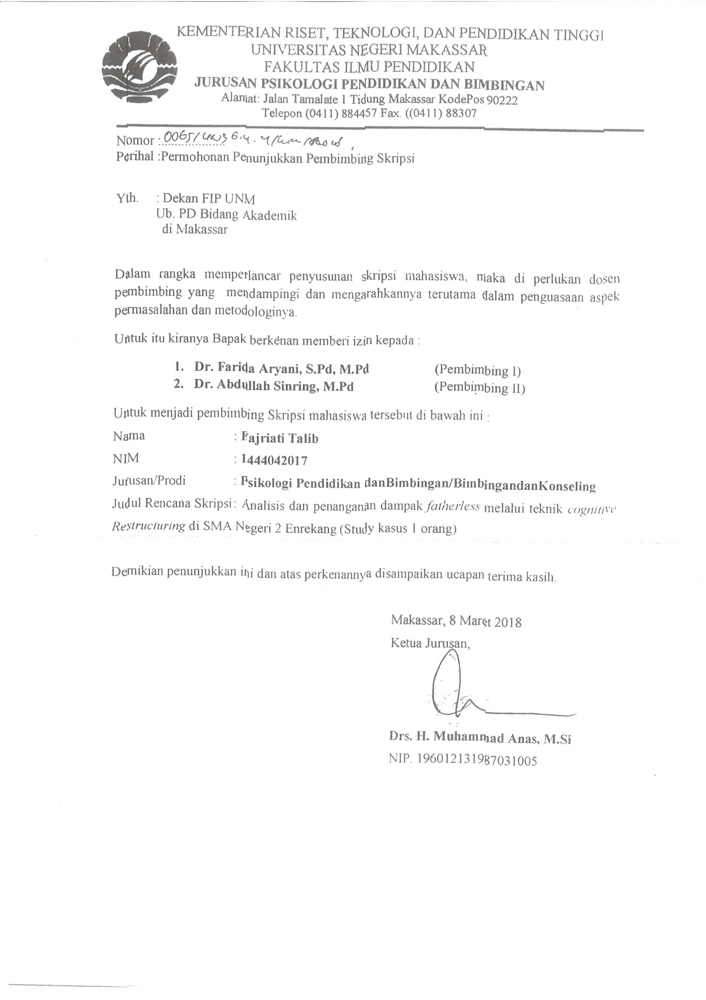 KEMENTERIAN RISET, TEKNOLOGI, DAN PENDIDIKAN TINGGI
UNIVERSITAS NEGERI MAKASSAR
FAKULTAS ILMU PENDIDIKAN
JURUSAN PSIKOLOGI PENDIDIKAN DAN BIMBINGAN
Alamat: Jalan Tamalate 1 Tidung Makassar KodePos 90222
Telepon (0411) 884457 Fax. ((0411) 88307
Nomor : 0065/
Perihal :Permohonan Penunjukkan Pembimbing Skripsi
Yth. : Dekan FIP UNM
Ub. PD Bidang Akademik
di Makassar
Dalam rangka memperlancar penyusunan skripsi mahasiswa, maka di perlukan dosen
pembimbing yang mendampingi dan mengarahkannya terutama dalam penguasaan aspek
permasalahan dan metodologinya.
Untuk itu kiranya Bapak berkenan memberi izin kepada :
1. Dr. Farida Aryani, S.Pd, M.Pd (Pembimbing I)
2. Dr. Abdullah Sinring, M.Pd (Pembimbing II)
Untuk menjadi pembimbing Skripsi mahasiswa tersebut di bawah ini :
Nama : Fajriati Talib
NIM : 1444042017
Jurusan/Prodi : Psikologi Pendidikan danBimbingan/BimbingandanKonseling
Judul Rencana Skripsi: Analisis dan penanganan dampak fatherless melalui teknik cognitive
Restructuring di SMA Negeri 2 Enrekang (Study kasus 1 orang)
Demikian penunjukkan ini dan atas perkenannya disampaikan ucapan terima kasih.
Makassar, 8 Maret 2018
Ketua Jurusan,
Drs. H. Muhammad Anas, M.Si
NIP. 196012131987031005